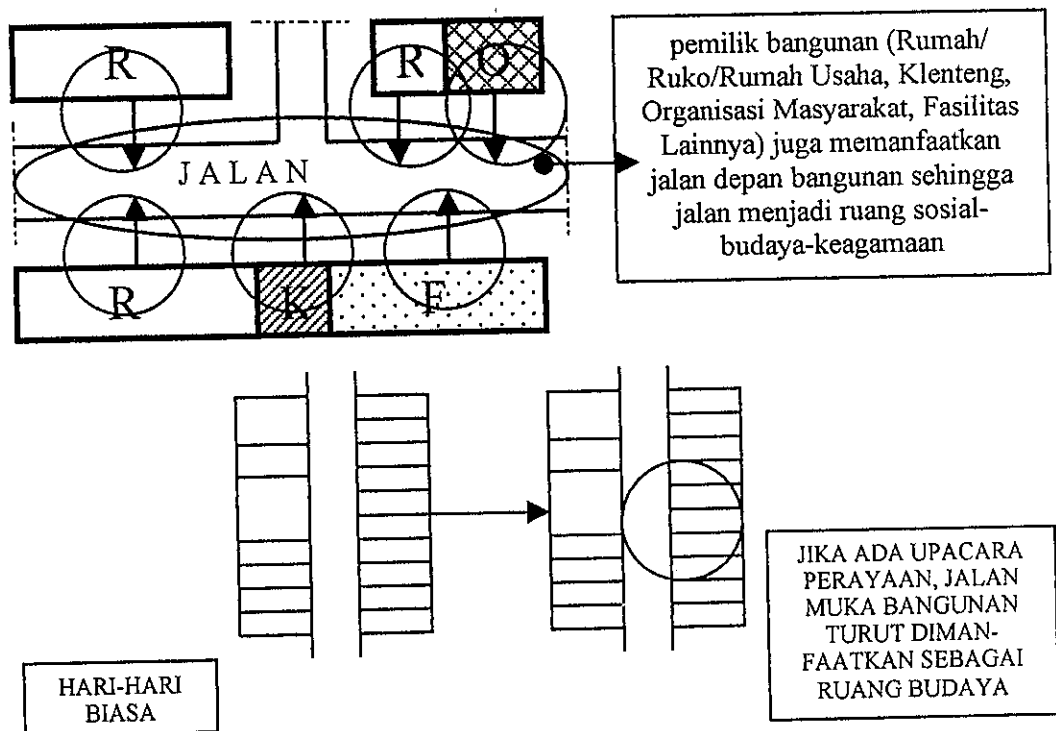 R
R O
pemilik bangunan (Rumah/
Ruko/Rumah Usaha, Klenteng,
Organisasi Masyarakat, Fasilitas
Lainnya) juga memanfaatkan
jalan depan bangunan sehingga
jalan menjadi ruang sosial-
budaya-keagamaan
JALAN
R K F
HARI-HARI
BIASA
JIKA ADA UPACARA
PERAYAAN, JALAN
MUKA BANGUNAN
TURUT DIMAN-
FAATKAN SEBAGAI
RUANG BUDAYA